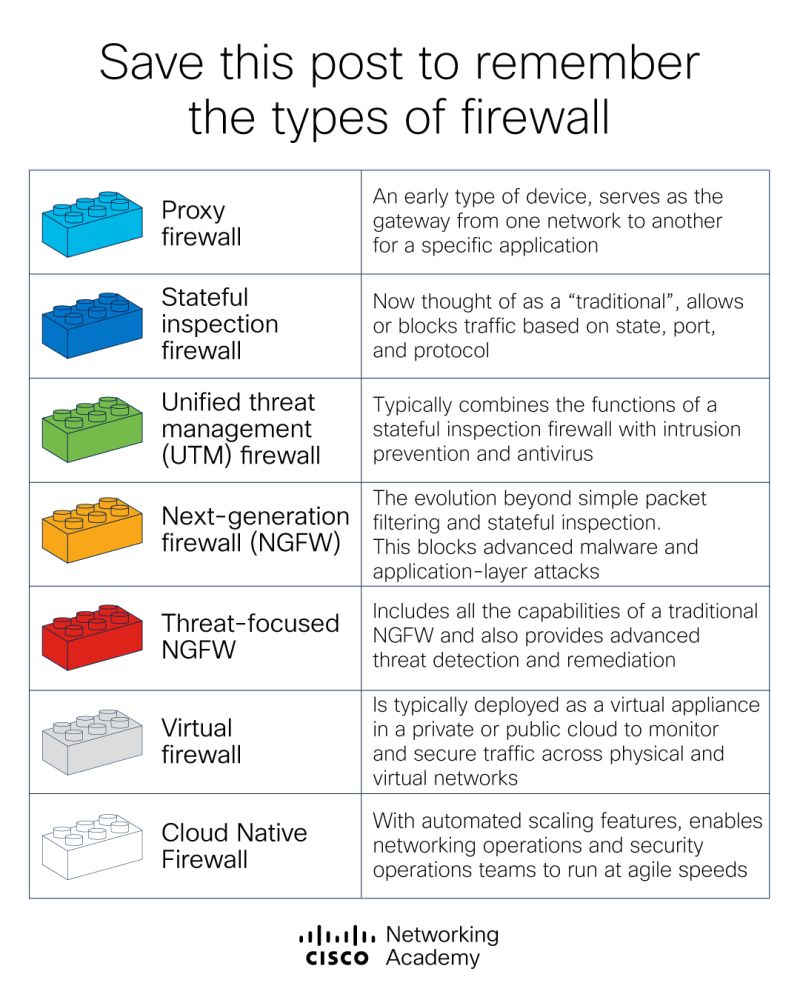 Save this post to remember
the types of firewall
Proxy
firewall
An early type of device, serves as the
gateway from one network to another
for a specific application
Stateful
inspection
firewall
Now thought of as a “traditional”, allows
or blocks traffic based on state, port,
and protocol
Unified threat
management
(UTM) firewall
Typically combines the functions of a
stateful inspection firewall with intrusion
prevention and antivirus
Next-generation
firewall (NGFW)
The evolution beyond simple packet
filtering and stateful inspection.
This blocks advanced malware and
application-layer attacks
Threat-focused
NGFW
Includes all the capabilities of a traditional
NGFW and also provides advanced
threat detection and remediation
Virtual
firewall
Is typically deployed as a virtual appliance
in a private or public cloud to monitor
and secure traffic across physical and
virtual networks
Cloud Native
Firewall
With automated scaling features, enables
networking operations and security
operations teams to run at agile speeds
CISCO
Networking
Academy